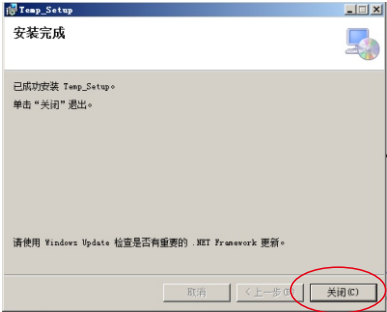 Temp_Setup
安装完成
已成功安装 Temp_Setup。
单击“关闭”退出。
请使用 Windows Update 检查是否有重要的 .NET Framework 更新。
取消
< 上一步(B)
关闭(C)